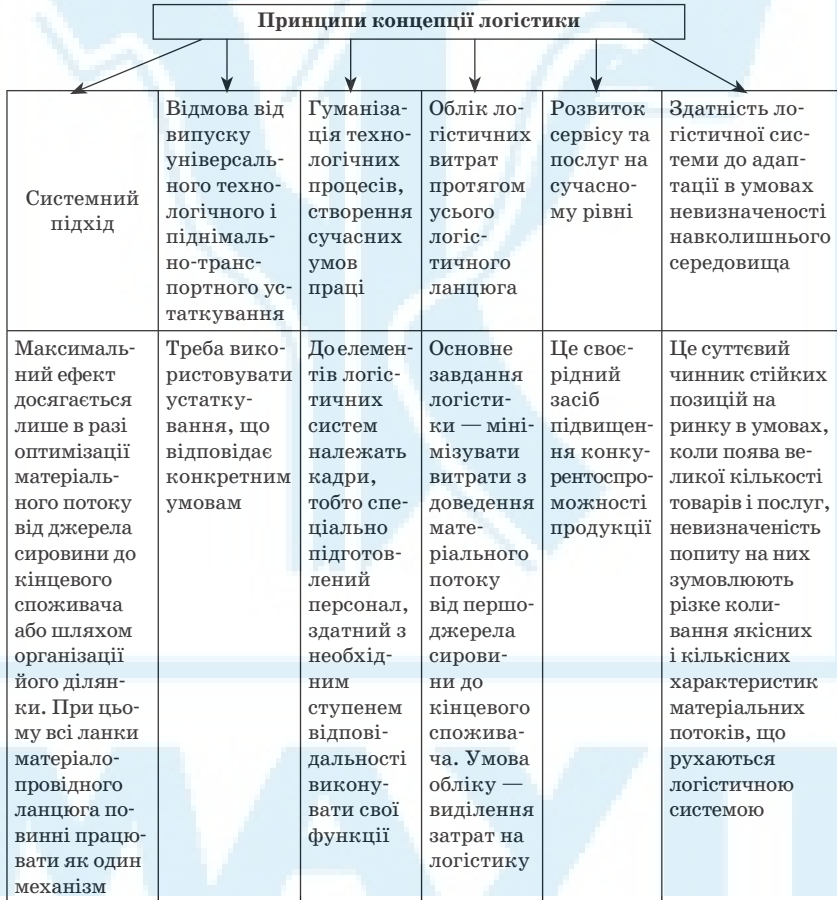 Принципи концепції логістики
Системний
підхід
Відмова від
випуску
універсаль-
ного техно-
логічного і
піднімаль-
но-транс-
портного ус-
таткування
Гуманіза-
ція техно-
логічних
процесів,
створення
сучасних
умов
праці
Облік ло-
гістичних
витрат
протягом
усього
логіс-
тичного
ланцюга
Розвиток
сервісу та
послуг на
сучасно-
му рівні
Здатність ло-
гістичної сис-
теми до адап-
тації в умовах
невизначеності
навколишнього
середовища
Максималь-
ний ефект
досягається
лише в разі
оптимізації
матеріаль-
ного потоку
від джерела
сировини до
кінцевого
споживача
або шляхом
організації
його ділян-
ки. При цьо-
му всі ланки
матеріало-
провідного
ланцюга по-
винні працю-
вати як один
механізм
Треба вико-
ристовувати
устатку-
вання, що
відповідає
конкретним
умовам
До елемен-
тів логіс-
тичних
систем
належать
кадри,
тобто спе-
ціально
підготов-
лений
персонал,
здатний з
необхід-
ним
ступенем
відпові-
дальності
викону-
вати свої
функції
Основне
завдання
логісти-
ки — міні-
мізувати
витрати з
доведення
мате-
ріального
потоку
від першо-
джерела
сирови-
ни до
кінцевого
спожива-
ча. Умова
обліку —
виділення
затрат на
логістику
Це своє-
рідний
засіб
підвищен-
ня конку-
рентоспро-
можності
продукції
Це суттєвий
чинник стійких
позицій на
ринку в умовах,
коли поява ве-
ликої кількості
товарів і послуг,
невизначеність
попиту на них
зумовлюють
різке коли-
вання якісних
і кількісних
характеристик
матеріальних
потоків, що
рухаються
логістичною
системою